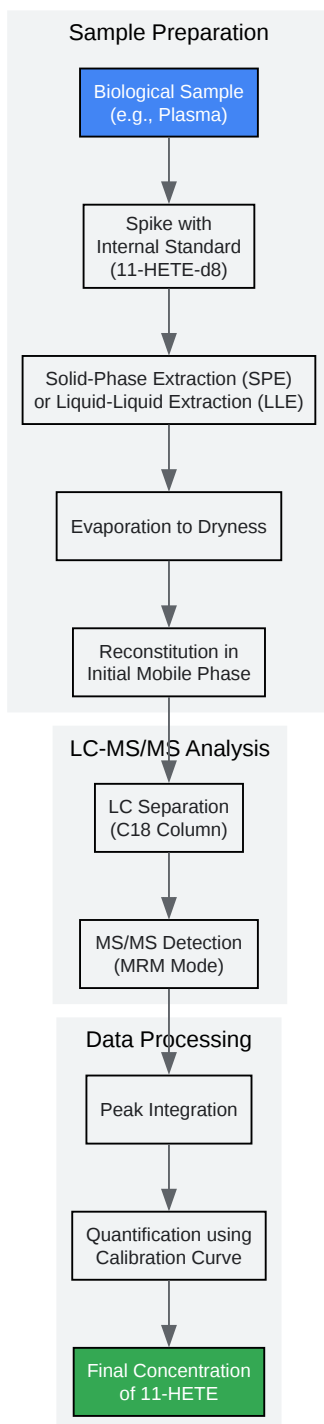 Sample Preparation
Biological Sample
(e.g., Plasma)
Spike with
Internal Standard
(11-HETE-d8)
Solid-Phase Extraction (SPE)
or Liquid-Liquid Extraction (LLE)
Evaporation to Dryness
Reconstitution in
Initial Mobile Phase
LC-MS/MS Analysis
LC Separation
(C18 Column)
MS/MS Detection
(MRM Mode)
Data Processing
Peak Integration
Quantification using
Calibration Curve
Final Concentration
of 11-HETE